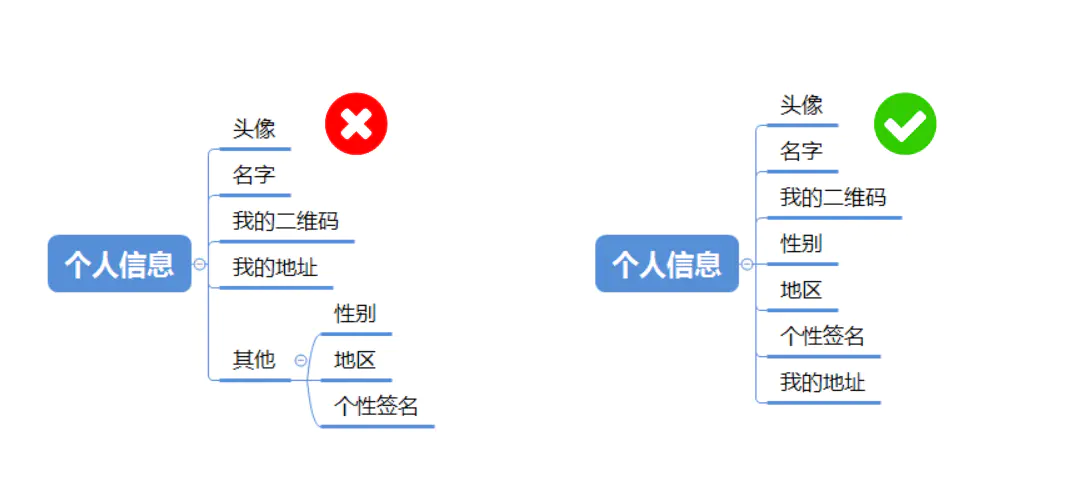 头像
名字
我的二维码
个人信息
我的地址
性别
其他
地区
个性签名
头像
名字
我的二维码
个人信息
性别
地区
个性签名
我的地址